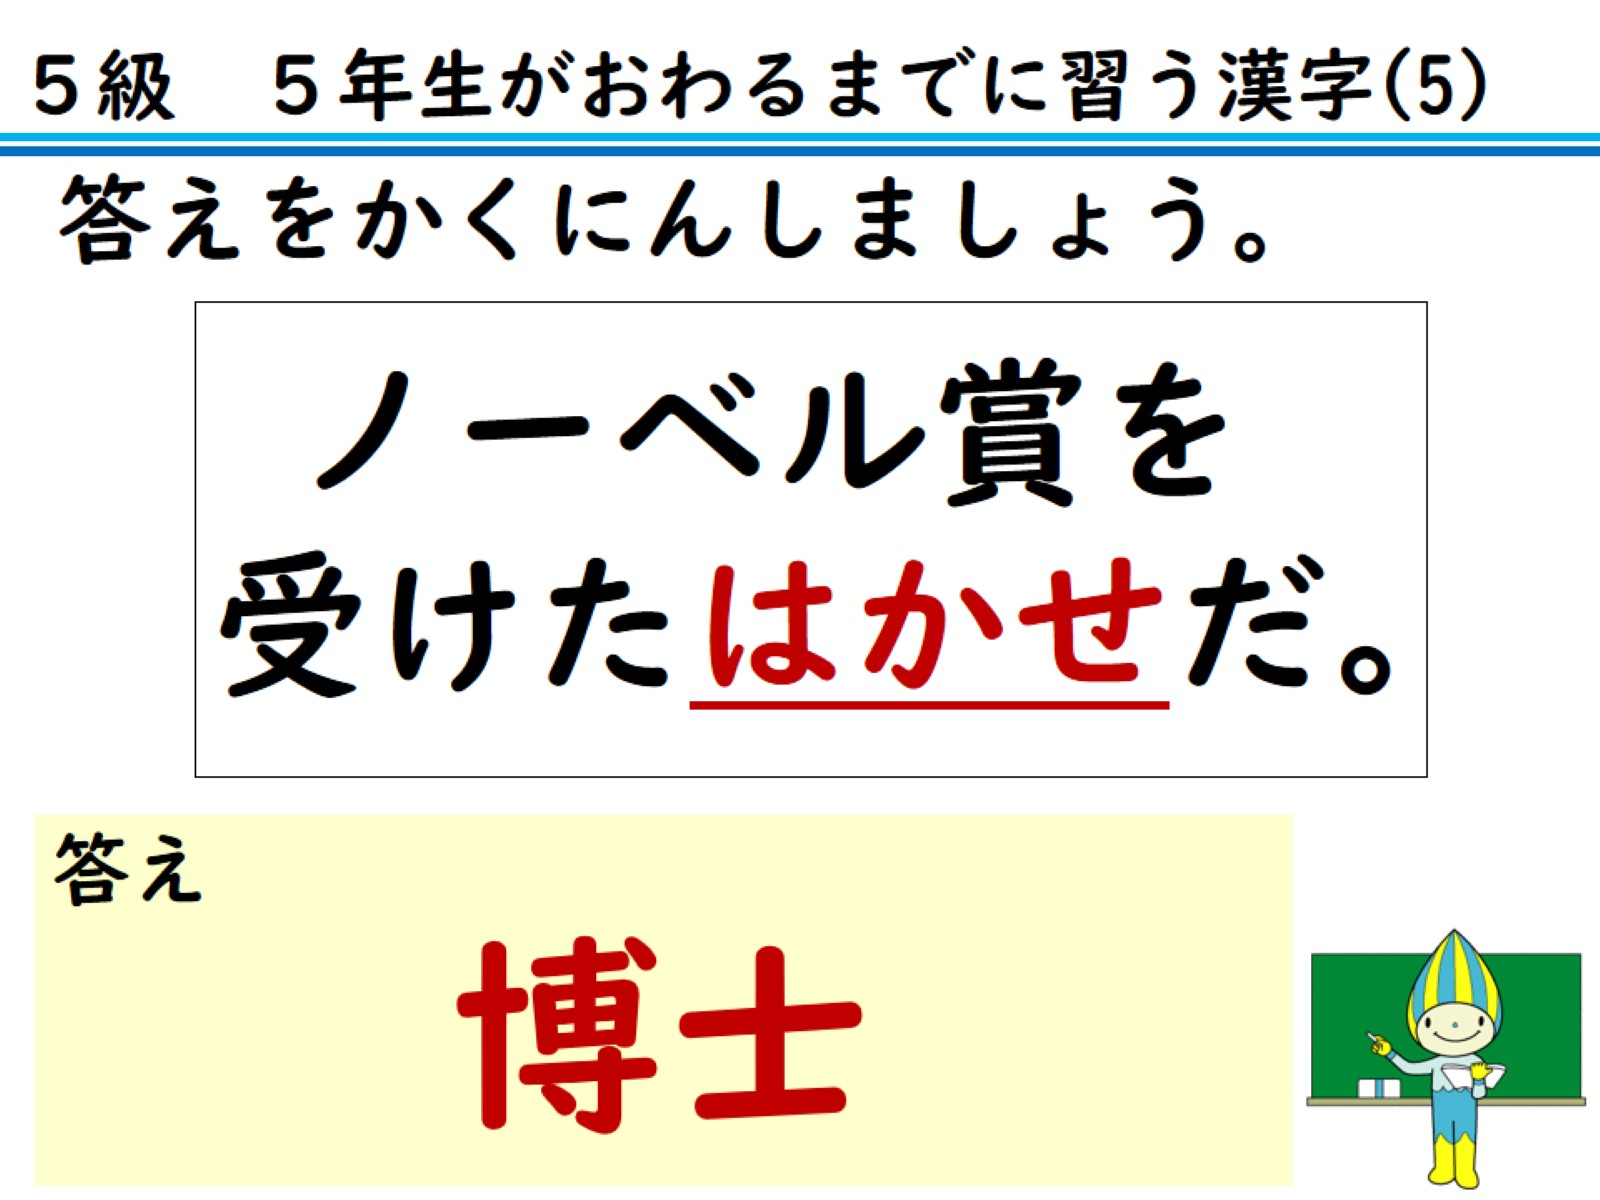 ５級　５年生がおわるまでに習う漢字(5)
答えをかくにんしましょう。
ノーベル賞を
受けたはかせだ。
答え
博士